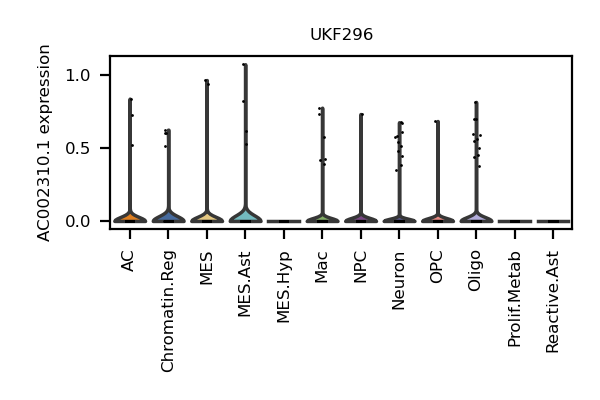 UKF296
AC002310.1 expression
1.0
0.5
0.0
AC
Chromatin.Reg
MES
MES.Ast
MES.Hyp
Mac
NPC
Neuron
OPC
Oligo
Prolif.Metab
Reactive.Ast